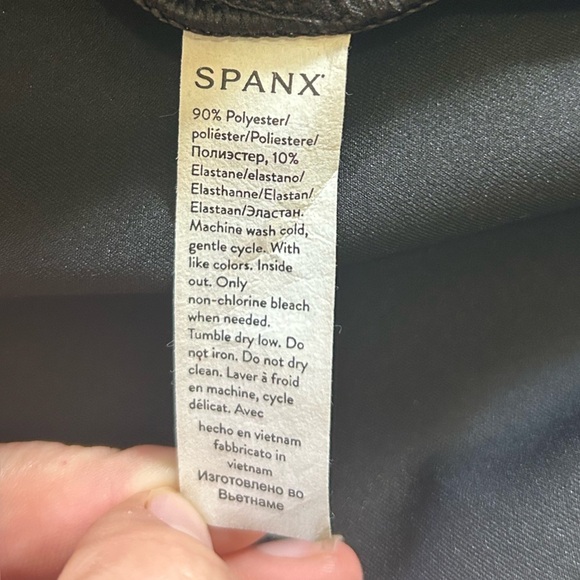 SPANX
90% Polyester/
poliéster/Poliestere/
Полиэстер, 10%
Elastane/elastano/
Elasthanne/Elastan/
Elastaan/Эластан.
Machine wash cold,
gentle cycle. With
like colors. Inside
out. Only
non-chlorine bleach
when needed.
Tumble dry low. Do
not iron. Do not dry
clean. Laver à froid
en machine, cycle
délicat. Avec
hecho en vietnam
fabbricato in
vietnam
Изготовлено во
Вьетнаме